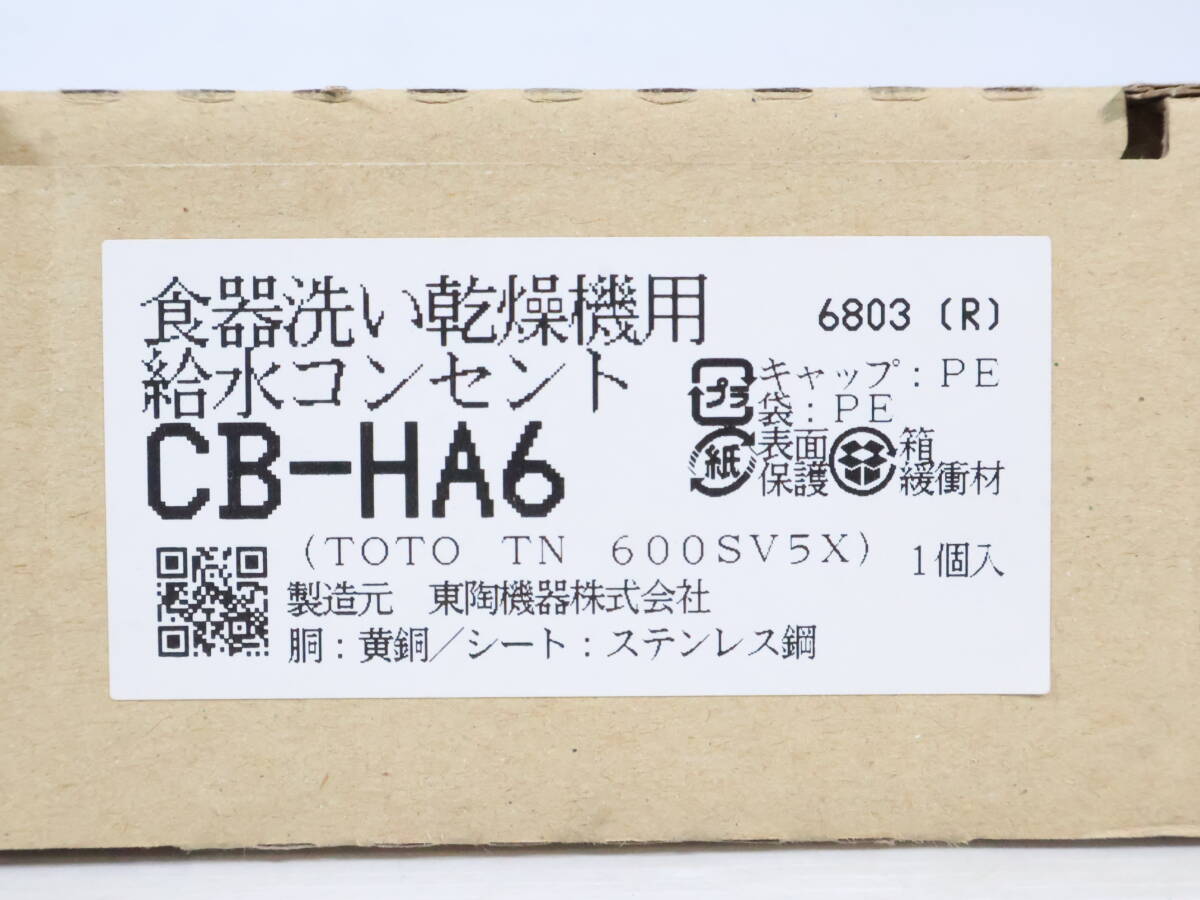 食器洗い乾燥機用
給水コンセント
CB-HA6
6803 (R)
プラ
キャップ:PE
袋:PE
紙
表面
保護
箱
緩衝材
(TOTO TN 600SV5X)
1個入
製造元 東陶機器株式会社
胴:黄銅/シート:ステンレス鋼